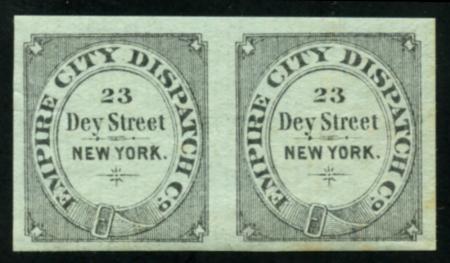 EMPIRE CITY DISPATCH Co.
23
Dey Street
NEW YORK.
EMPIRE CITY DISPATCH Co.
23
Dey Street
NEW YORK.